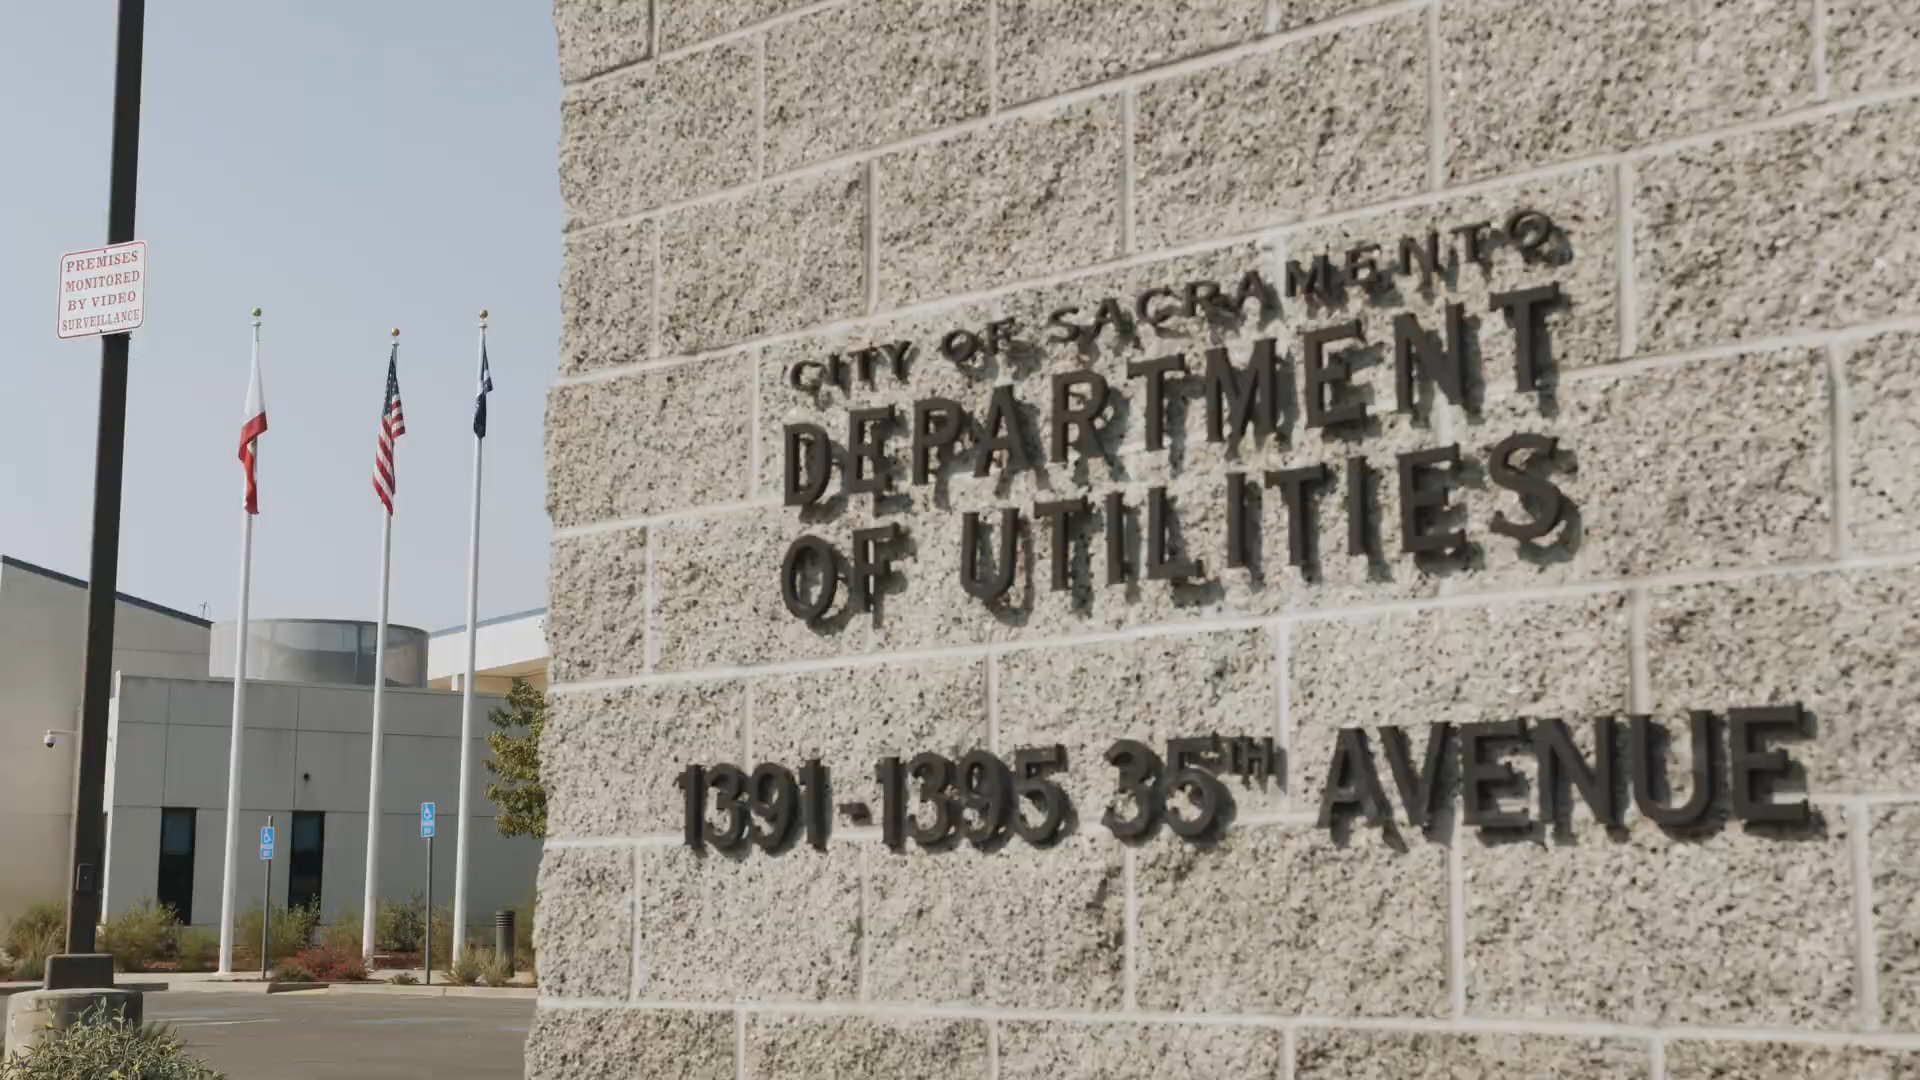 PREMISES
MONITORED
BY VIDEO
SURVEILLANCE
CITY OF SACRAMENTO
DEPARTMENT
OF UTILITIES
1391-1395 35TH AVENUE